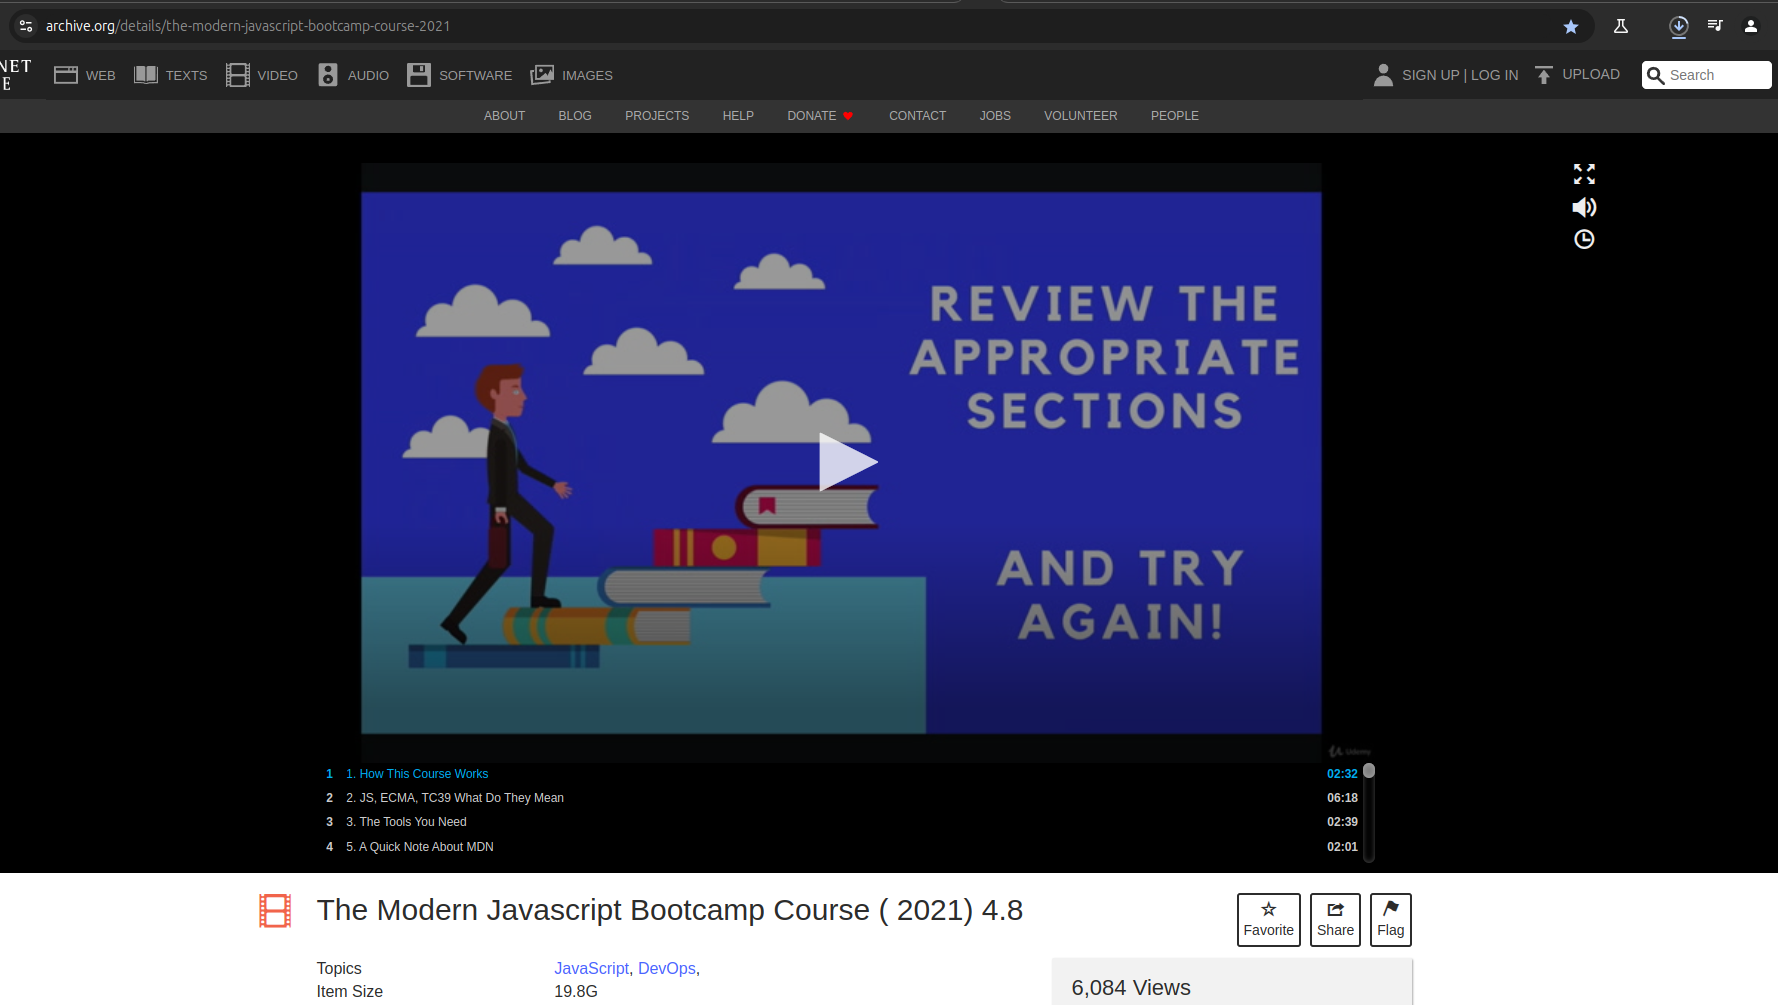 archive.org/details/the-modern-javascript-bootcamp-course-2021
NET
E
WEB TEXTS VIDEO AUDIO SOFTWARE IMAGES SIGN UP | LOG IN UPLOAD Search
ABOUT BLOG PROJECTS HELP DONATE CONTACT JOBS VOLUNTEER PEOPLE
REVIEW THE
APPROPRIATE
SECTIONS
AND TRY
AGAIN!
Udemy
1 1. How This Course Works 02:32
2 2. JS, ECMA, TC39 What Do They Mean 06:18
3 3. The Tools You Need 02:39
4 5. A Quick Note About MDN 02:01
The Modern Javascript Bootcamp Course ( 2021) 4.8
Favorite Share Flag
Topics JavaScript, DevOps,
Item Size 19.8G
6,084 Views